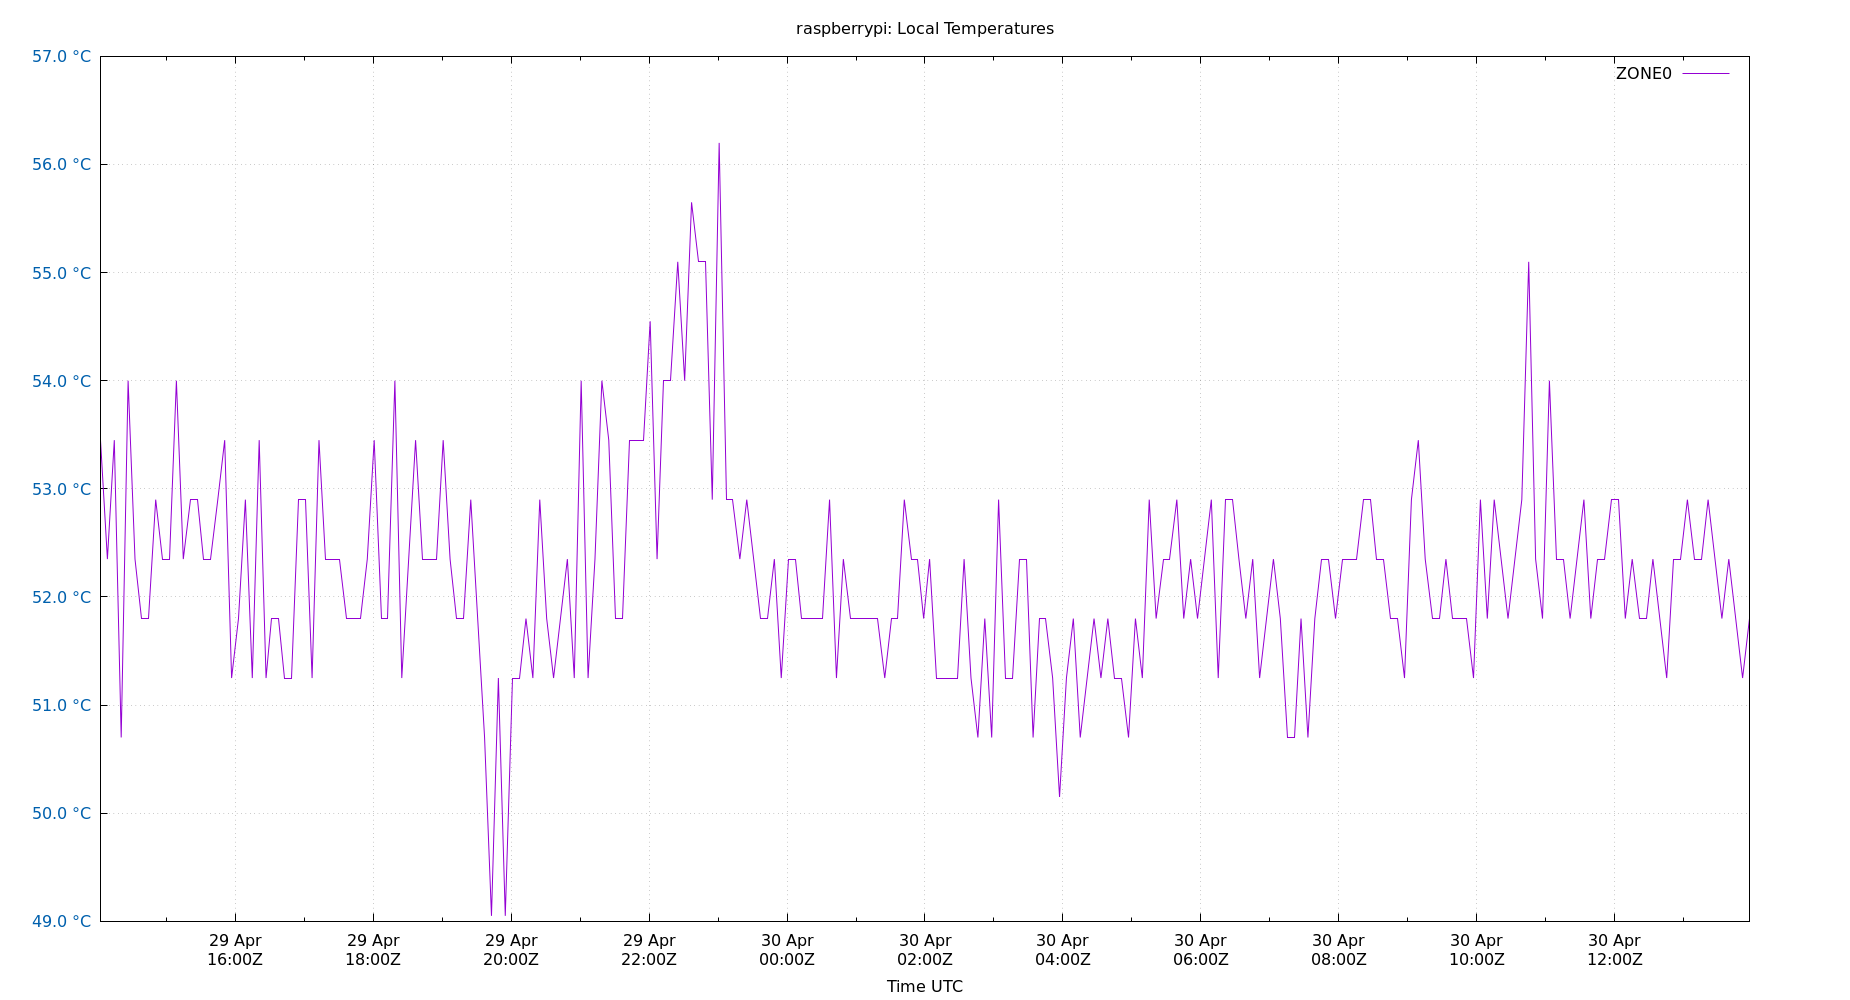 raspberrypi: Local Temperatures
57.0 °C
ZONE0
56.0 °C
55.0 °C
54.0 °C
53.0 °C
52.0 °C
51.0 °C
50.0 °C
49.0 °C
29 Apr 29 Apr 29 Apr 29 Apr 30 Apr 30 Apr 30 Apr 30 Apr 30 Apr 30 Apr 30 Apr
16:00Z 18:00Z 20:00Z 22:00Z 00:00Z 02:00Z 04:00Z 06:00Z 08:00Z 10:00Z 12:00Z
Time UTC